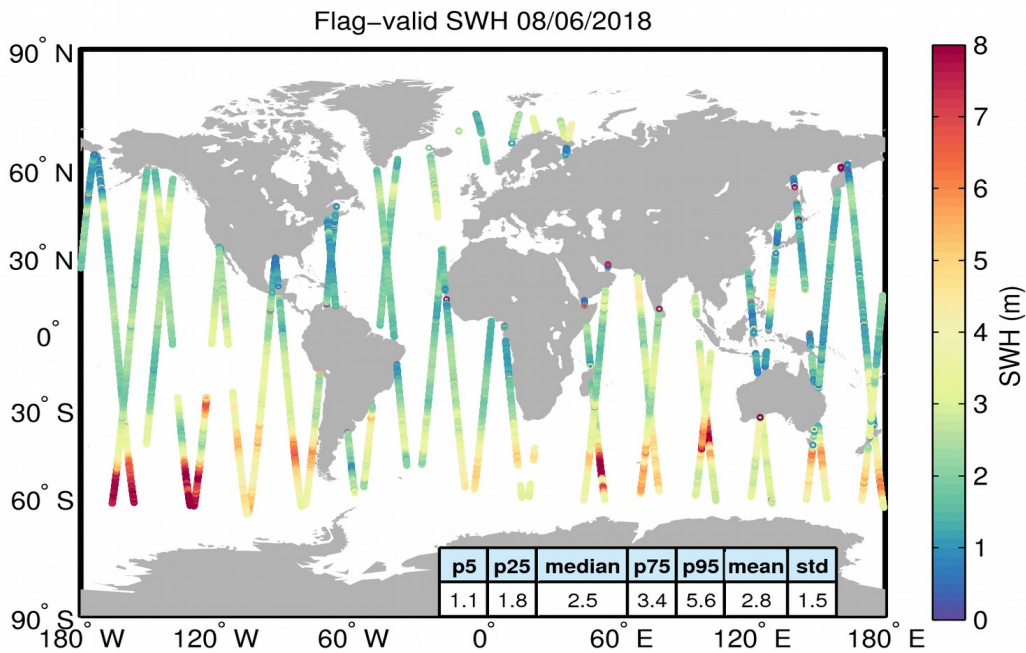 Flag−valid SWH 08/06/2018
90° N
60° N
30° N
0°
30° S
60° S
90° S
180° W
120° W
60° W
0°
60° E
120° E
180° E
8
7
6
5
4
3
2
1
0
SWH (m)
p5 p25 median p75 p95 mean std
1.1 1.8 2.5 3.4 5.6 2.8 1.5